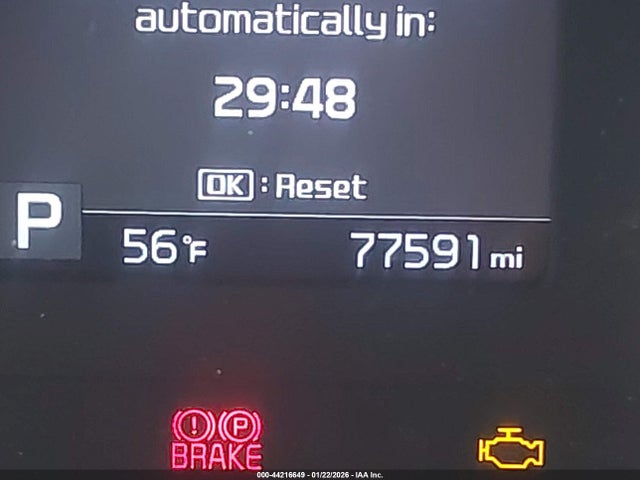 automatically in:
29:48
OK : Reset
P
56°F 77591 mi
! P
BRAKE
000-44216649 - 01/22/2026 - IAA Inc.